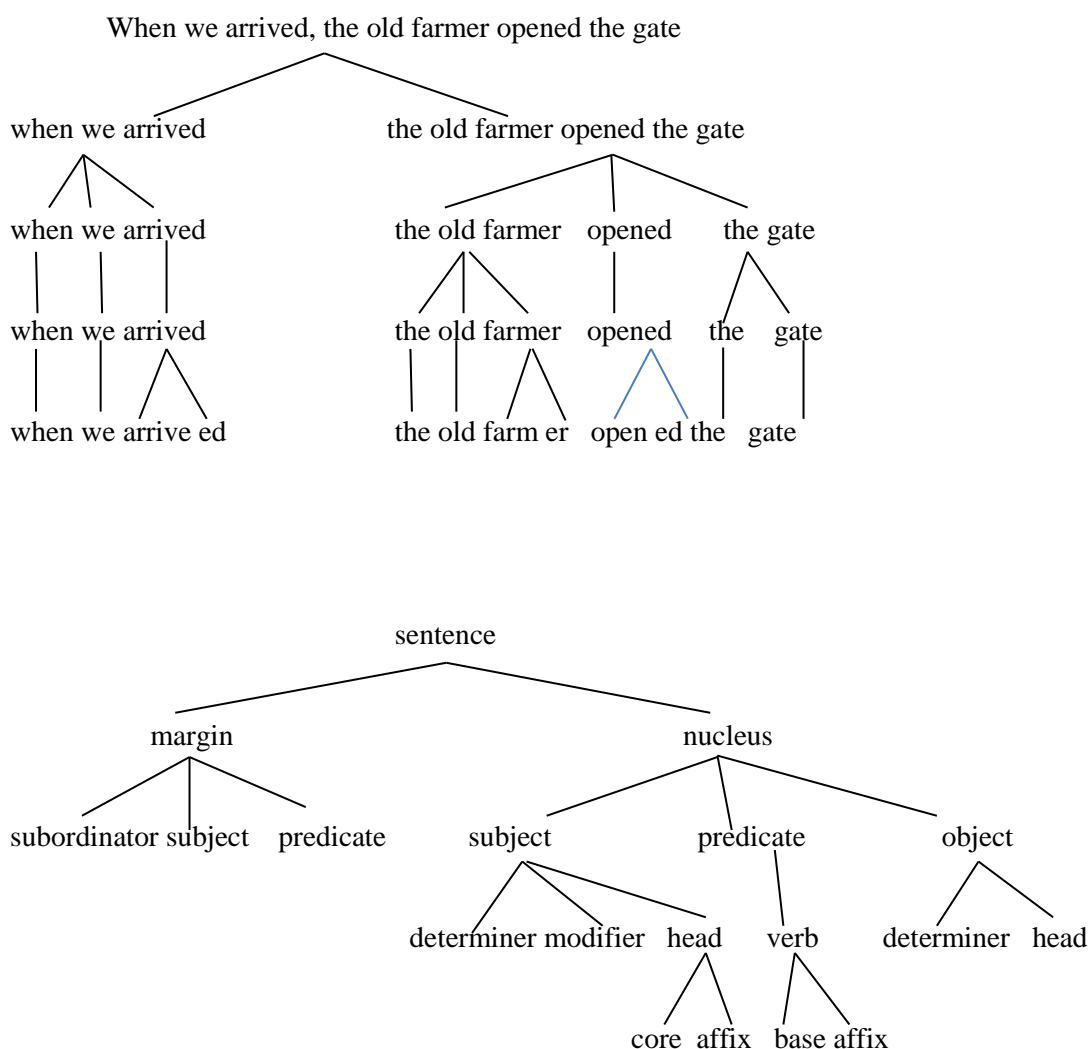 When we arrived, the old farmer opened the gate
when we arrived the old farmer opened the gate
when we arrived the old farmer opened the gate
when we arrived the old farmer opened the gate
when we arrive ed the old farm er open ed the gate
sentence
margin nucleus
subordinator subject predicate subject predicate object
determiner modifier head verb determiner head
core affix base affix